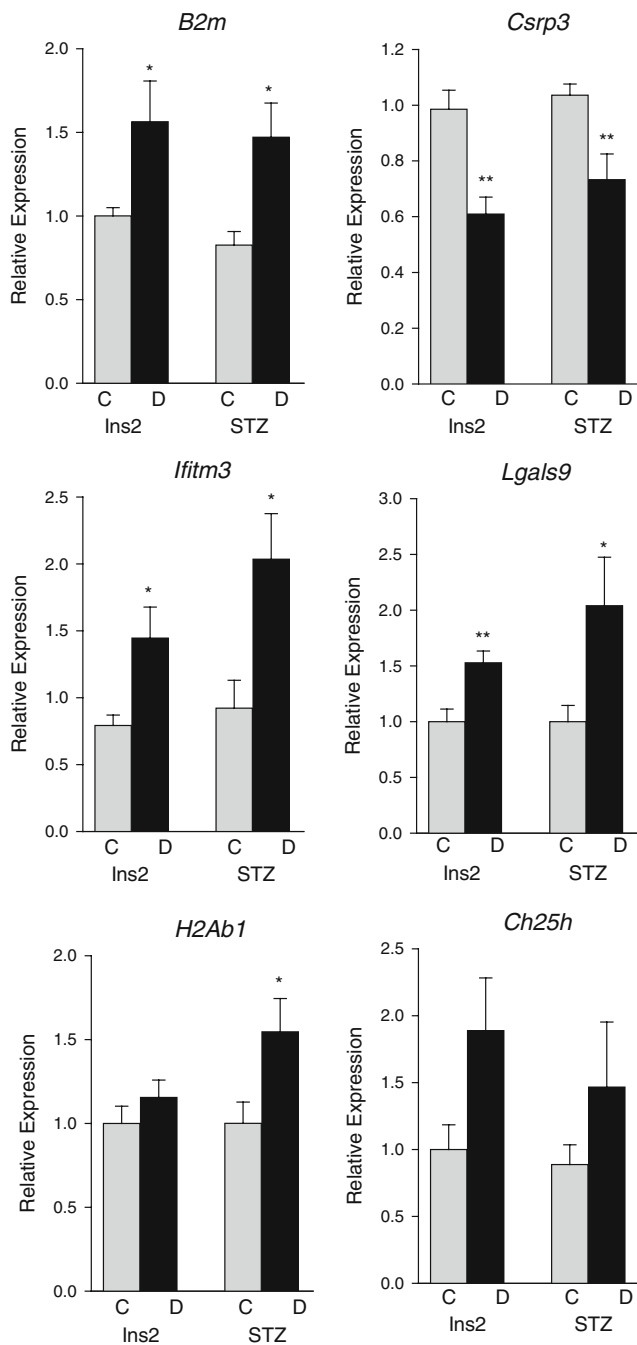 B2m
Relative Expression
2.0
1.5
1.0
0.5
0.0
*
*
C D C D
Ins2 STZ
Csrp3
Relative Expression
1.2
1.0
0.8
0.6
0.4
0.2
0.0
**
**
C D C D
Ins2 STZ
Ifitm3
Relative Expression
2.5
2.0
1.5
1.0
0.5
0.0
*
*
C D C D
Ins2 STZ
Lgals9
Relative Expression
3.0
2.5
2.0
1.5
1.0
0.5
0.0
**
*
C D C D
Ins2 STZ
H2Ab1
Relative Expression
2.0
1.5
1.0
0.5
0.0
*
C D C D
Ins2 STZ
Ch25h
Relative Expression
2.5
2.0
1.5
1.0
0.5
0.0
C D C D
Ins2 STZ